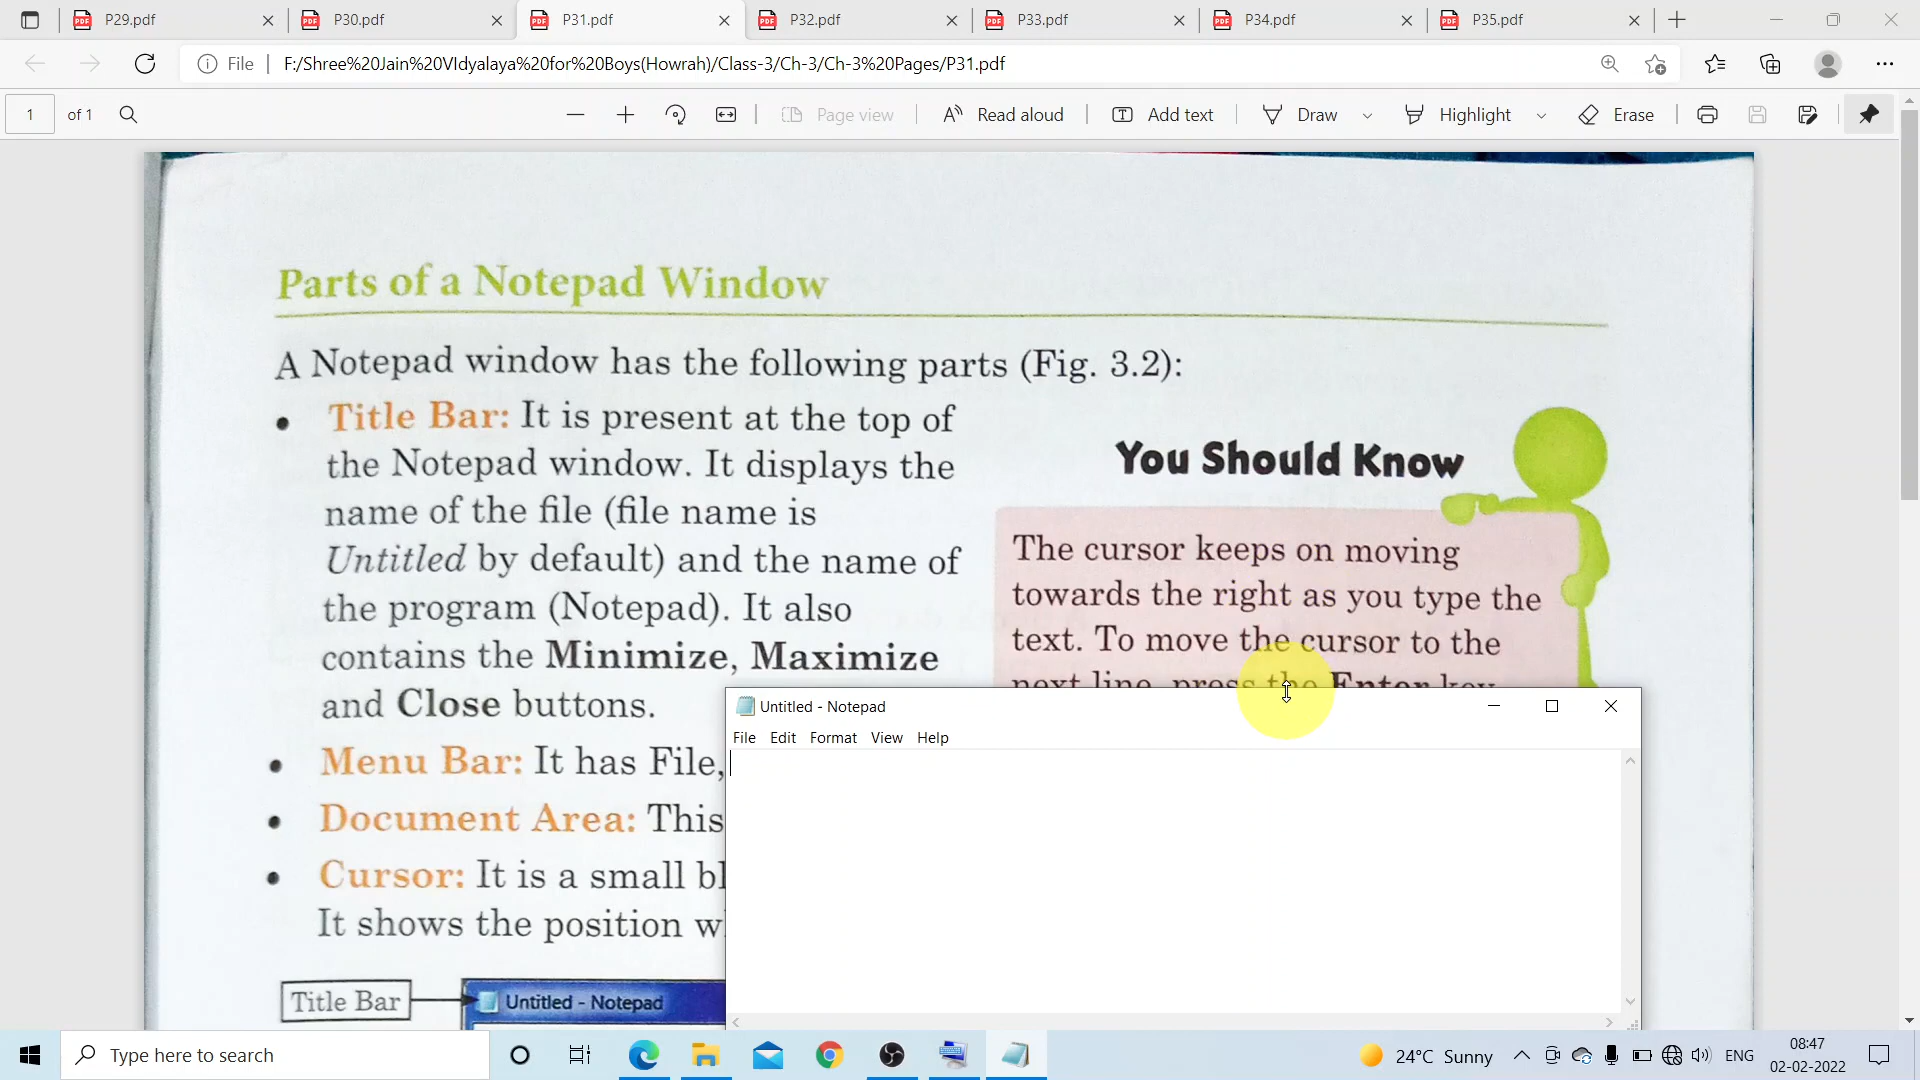 P29.pdf
P30.pdf
P31.pdf
P32.pdf
P33.pdf
P34.pdf
P35.pdf
File
F:/Shree%20Jain%20VIdyalaya%20for%20Boys(Howrah)/Class-3/Ch-3/Ch-3%20Pages/P31.pdf
1 of 1
Page view
Read aloud
Add text
Draw
Highlight
Erase
Parts of a Notepad Window
A Notepad window has the following parts (Fig. 3.2):
• Title Bar: It is present at the top of
the Notepad window. It displays the
name of the file (file name is
Untitled by default) and the name of
the program (Notepad). It also
contains the Minimize, Maximize
and Close buttons.
You Should Know
The cursor keeps on moving
towards the right as you type the
text. To move the cursor to the
next line, press the Enter key.
• Menu Bar: It has File,
• Document Area: This
• Cursor: It is a small bl
It shows the position w
Title Bar
Untitled - Notepad
Untitled - Notepad
File Edit Format View Help
Type here to search
24°C Sunny
ENG
08:47
02-02-2022